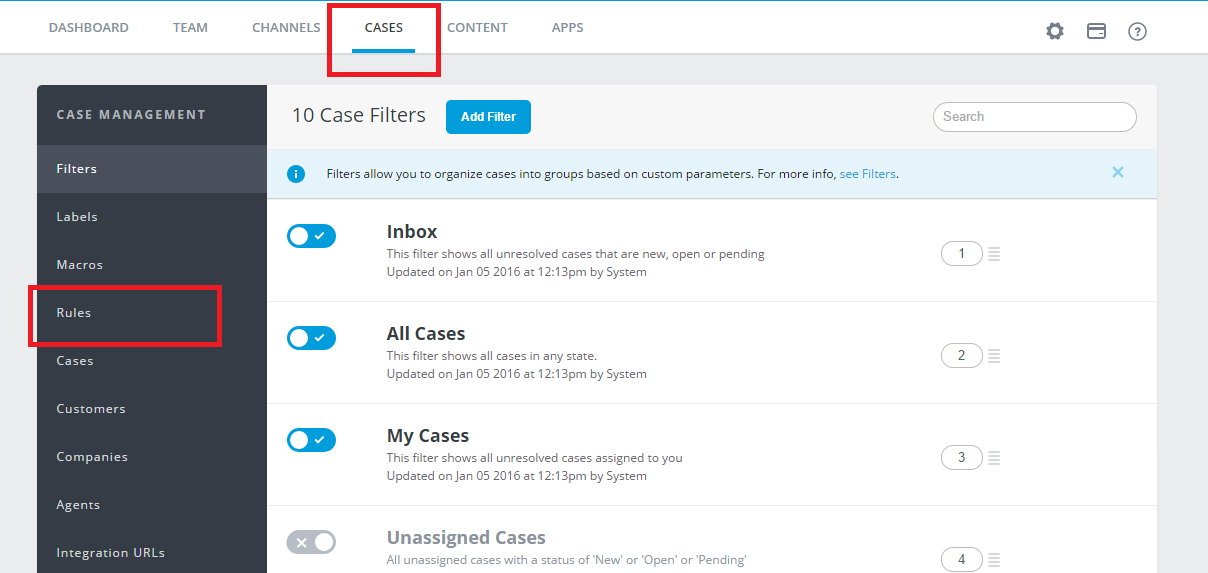 DASHBOARD TEAM CHANNELS CASES CONTENT APPS
CASE MANAGEMENT
Filters
Labels
Macros
Rules
Cases
Customers
Companies
Agents
Integration URLs
10 Case Filters Add Filter Search
Filters allow you to organize cases into groups based on custom parameters. For more info, see Filters.
Inbox
This filter shows all unresolved cases that are new, open or pending
Updated on Jan 05 2016 at 12:13pm by System
1
All Cases
This filter shows all cases in any state.
Updated on Jan 05 2016 at 12:13pm by System
2
My Cases
This filter shows all unresolved cases assigned to you
Updated on Jan 05 2016 at 12:13pm by System
3
Unassigned Cases
All unassigned cases with a status of 'New' or 'Open' or 'Pending'
4